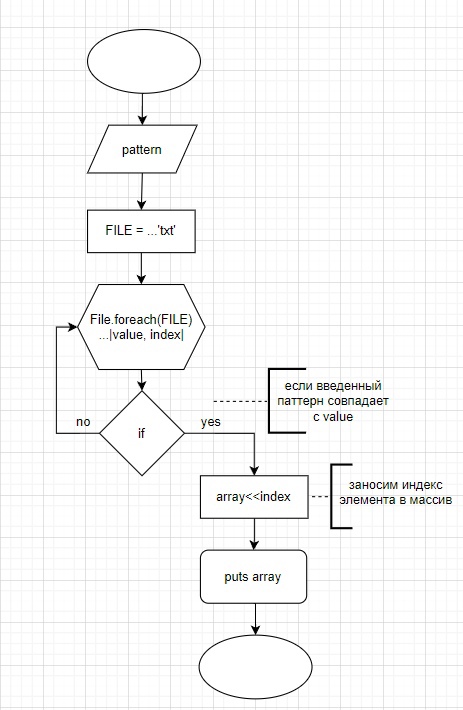 pattern
FILE = ...'txt'
File.foreach(FILE)
...|value, index|
если введенный
паттерн совпадает
с value
no
if
yes
array<<index
заносим индекс
элемента в массив
puts array